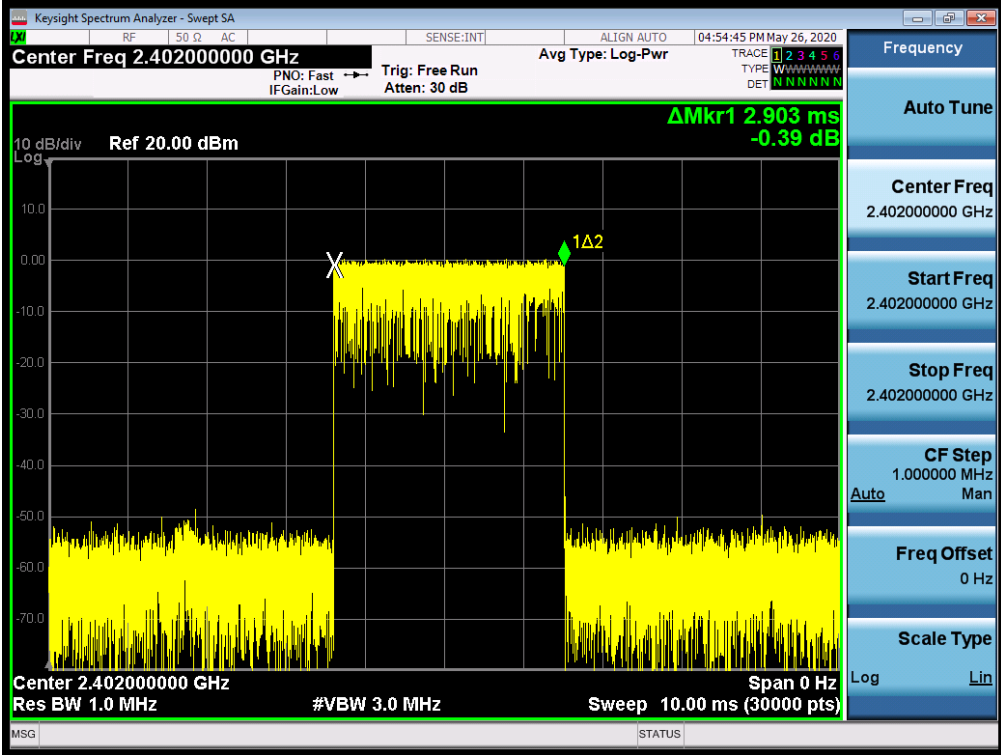 Keysight Spectrum Analyzer - Swept SA
LXI RF 50 Ω AC SENSE:INT ALIGN AUTO 04:54:45 PM May 26, 2020
Center Freq 2.402000000 GHz
Avg Type: Log-Pwr
TRACE 1 2 3 4 5 6
TYPE WWWWWW
DET N N N N N N
PNO: Fast
IFGain:Low
Trig: Free Run
Atten: 30 dB
ΔMkr1 2.903 ms
-0.39 dB
10 dB/div
Log
Ref 20.00 dBm
10.0
0.00
-10.0
-20.0
-30.0
-40.0
-50.0
-60.0
-70.0
1Δ2
Center 2.402000000 GHz
Span 0 Hz
Res BW 1.0 MHz
#VBW 3.0 MHz
Sweep 10.00 ms (30000 pts)
MSG
STATUS
Frequency
Auto Tune
Center Freq
2.402000000 GHz
Start Freq
2.402000000 GHz
Stop Freq
2.402000000 GHz
CF Step
1.000000 MHz
Auto Man
Freq Offset
0 Hz
Scale Type
Log Lin